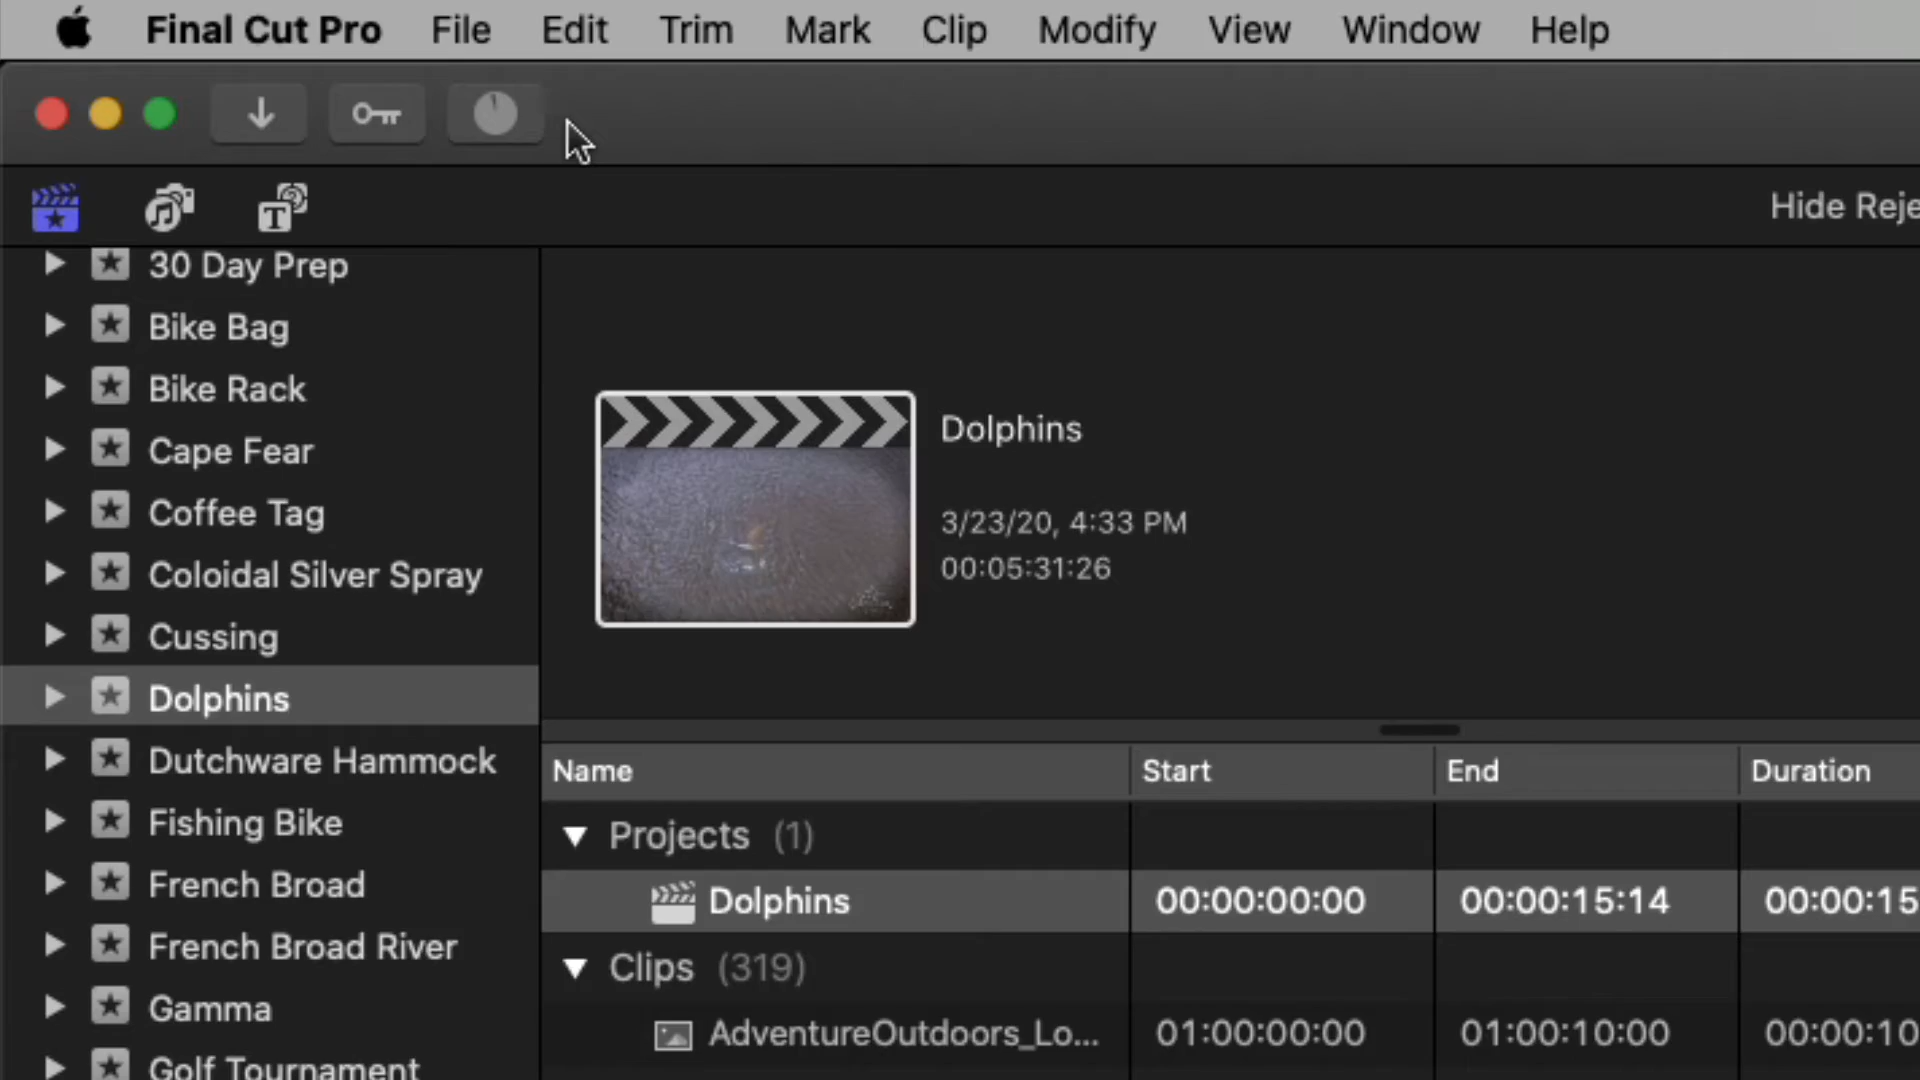 Final Cut Pro File Edit Trim Mark Clip Modify View Window Help
Hide Reje
30 Day Prep
Bike Bag
Bike Rack
Cape Fear
Coffee Tag
Coloidal Silver Spray
Cussing
Dolphins
Dutchware Hammock
Fishing Bike
French Broad
French Broad River
Gamma
Golf Tournament
Dolphins
3/23/20, 4:33 PM
00:05:31:26
Name Start End Duration
Projects (1)
Dolphins 00:00:00:00 00:00:15:14 00:00:15
Clips (319)
AdventureOutdoors_Lo... 01:00:00:00 01:00:10:00 00:00:10